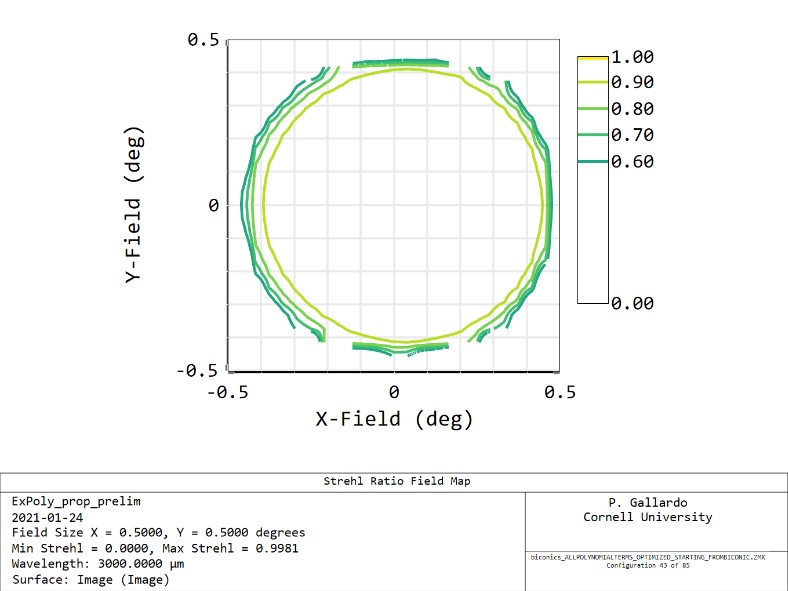 0.5
0
-0.5
Y-Field (deg)
-0.5
0
0.5
X-Field (deg)
1.00
0.90
0.80
0.70
0.60
0.00
Strehl Ratio Field Map
ExPoly_prop_prelim
2021-01-24
Field Size X = 0.5000, Y = 0.5000 degrees
Min Strehl = 0.0000, Max Strehl = 0.9981
Wavelength: 3000.0000 µm
Surface: Image (Image)
P. Gallardo
Cornell University
biconics_ALLPOLYNOMIALTERMS_OPTIMIZED_STARTING_FROMBICONIC.ZMX
Configuration 43 of 85